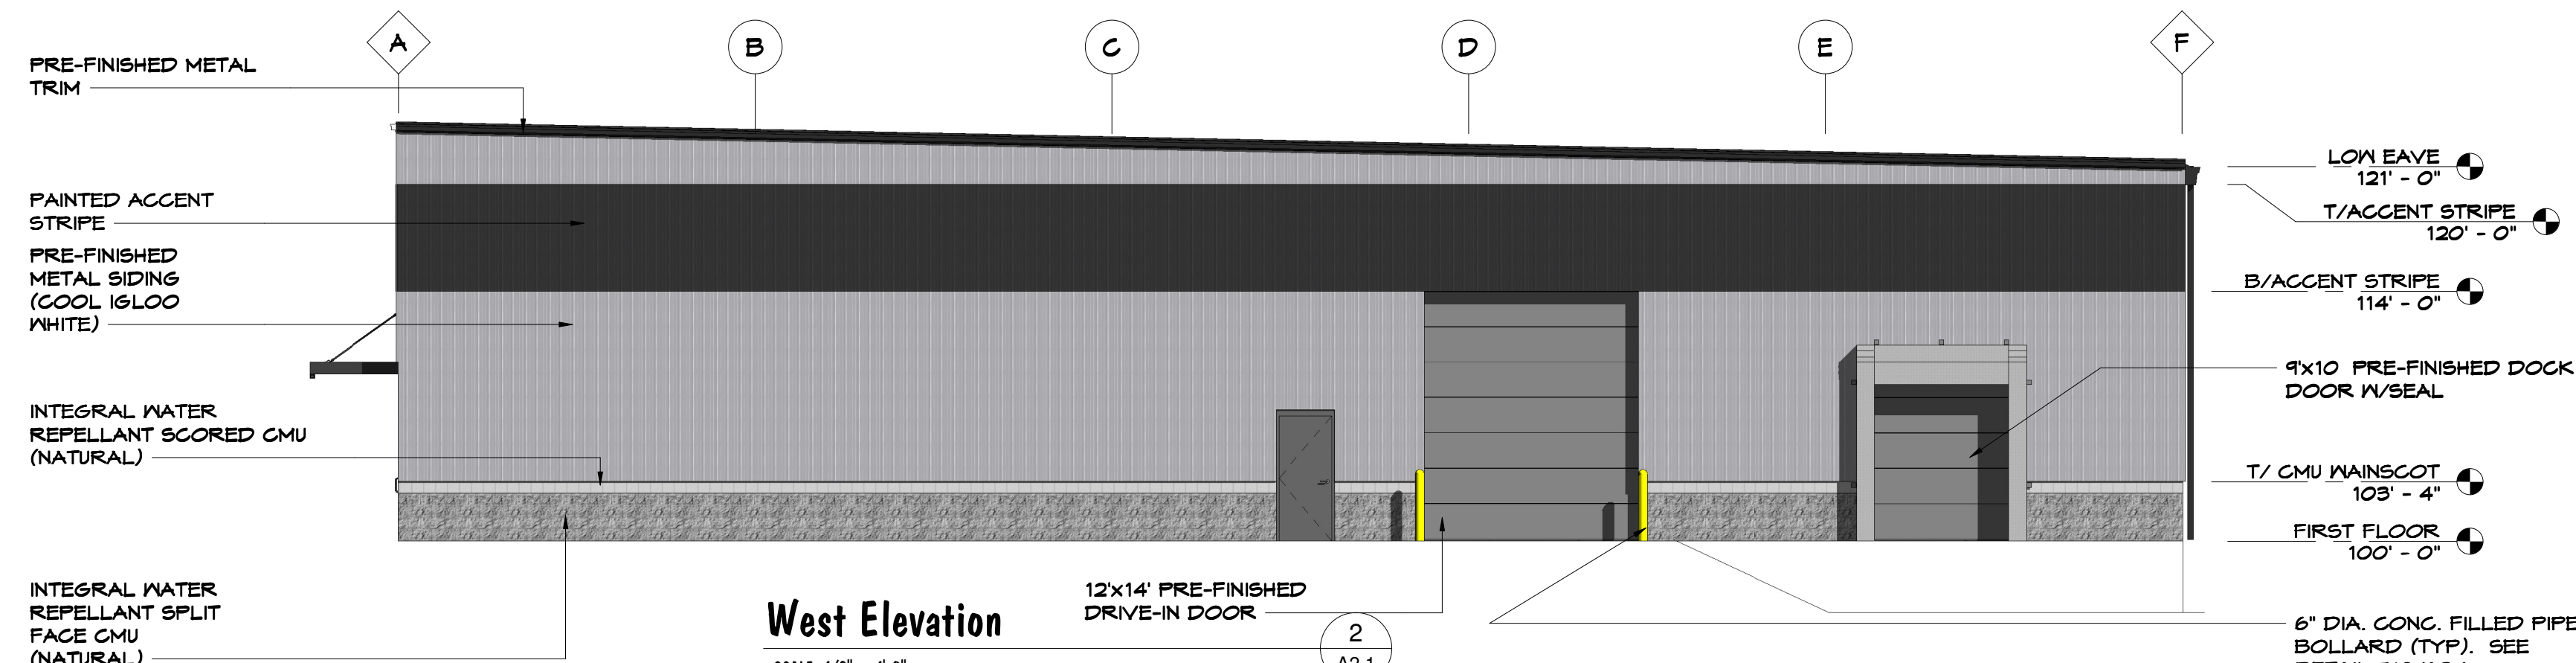 A
B
C
D
E
F
PRE-FINISHED METAL
TRIM
PAINTED ACCENT
STRIPE
PRE-FINISHED
METAL SIDING
(COOL IGLOO
WHITE)
INTEGRAL WATER
REPELLANT SCORED CMU
(NATURAL)
INTEGRAL WATER
REPELLANT SPLIT
FACE CMU
(NATURAL)
LOW EAVE
121' - 0"
T/ACCENT STRIPE
120' - 0"
B/ACCENT STRIPE
114' - 0"
9'x10 PRE-FINISHED DOCK
DOOR W/SEAL
T/ CMU WAINSCOT
103' - 4"
FIRST FLOOR
100' - 0"
12'x14' PRE-FINISHED
DRIVE-IN DOOR
6" DIA. CONC. FILLED PIPE
BOLLARD (TYP). SEE
West Elevation
2